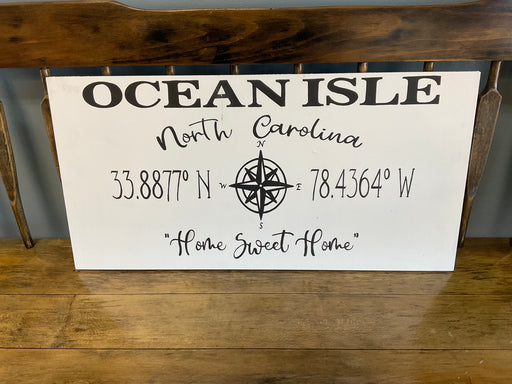 OCEAN ISLE
North Carolina
N
33.8877° N W E 78.4364° W
S
"Home Sweet Home"